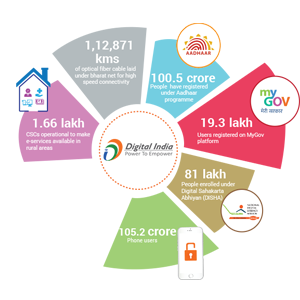 1,12,871
kms
of optical fiber cable laid
under bharat net for high
speed connectivity
AADHAAR
100.5 crore
People have registered
under Aadhaar
programme
my
GOV
मेरी सरकार
19.3 lakh
Users registered on MyGov
platform
1.66 lakh
CSCs operational to make
e-services available in
rural areas
Digital India
Power To Empower
81 lakh
People enrolled under
Digital Sahakarta
Abhiyan (DISHA)
105.2 crore
Phone users